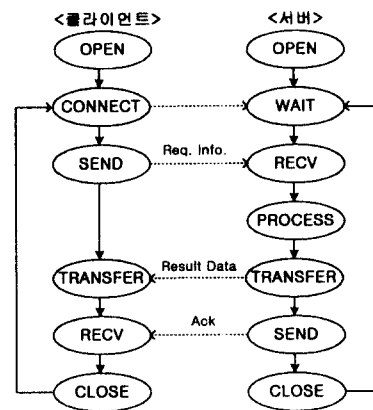 <클라이언트> <서버>
OPEN OPEN
CONNECT WAIT
SEND Req. Info. RECV
PROCESS
TRANSFER Result Data TRANSFER
RECV Ack SEND
CLOSE CLOSE